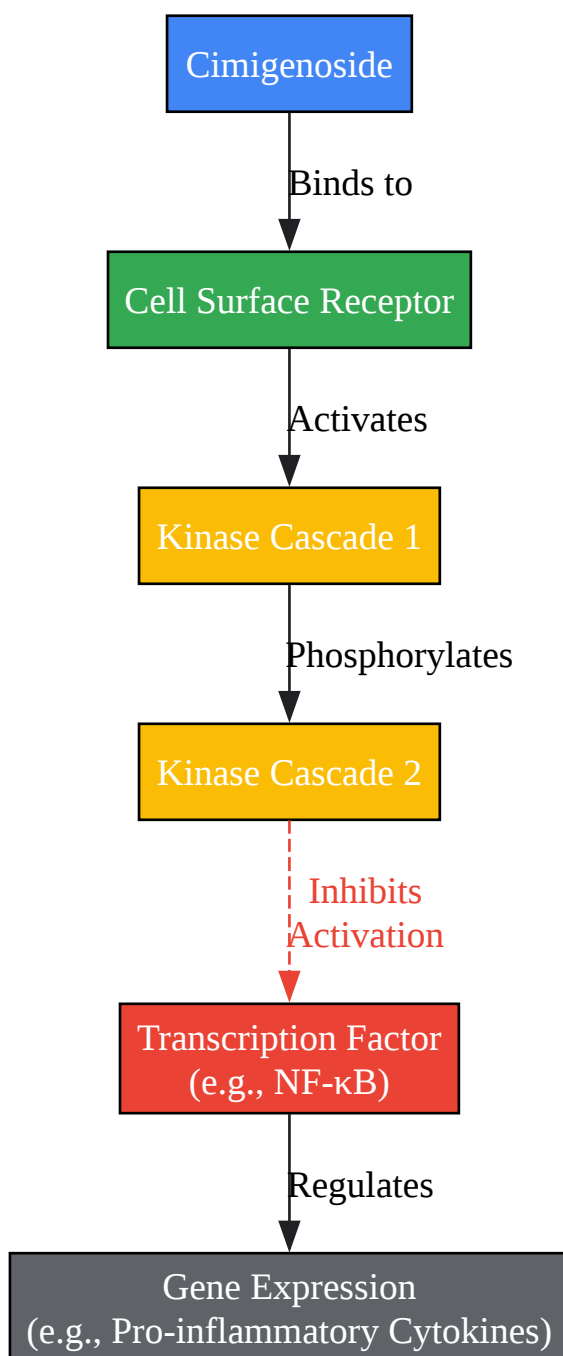 Cimigenoside
Binds to
Cell Surface Receptor
Activates
Kinase Cascade 1
Phosphorylates
Kinase Cascade 2
Inhibits
Activation
Transcription Factor
(e.g., NF-κB)
Regulates
Gene Expression
(e.g., Pro-inflammatory Cytokines)